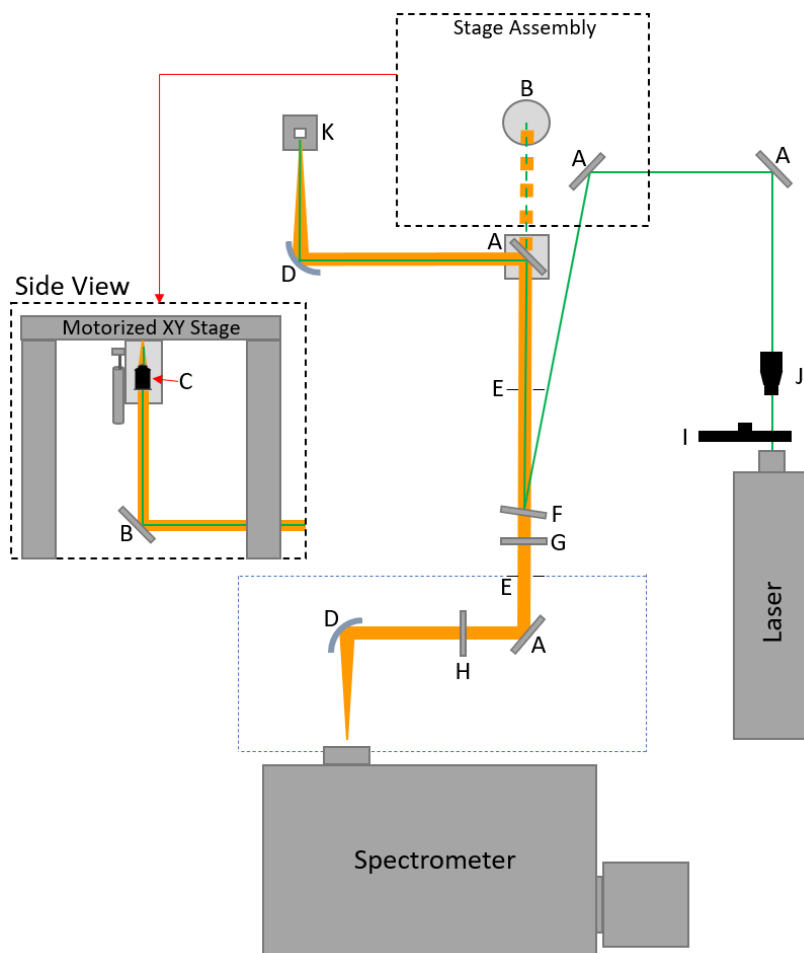 Stage Assembly
B
K
A
A
A
D
Side View
Motorized XY Stage
C
E
J
I
B
F
G
E
D
A
H
Laser
Spectrometer